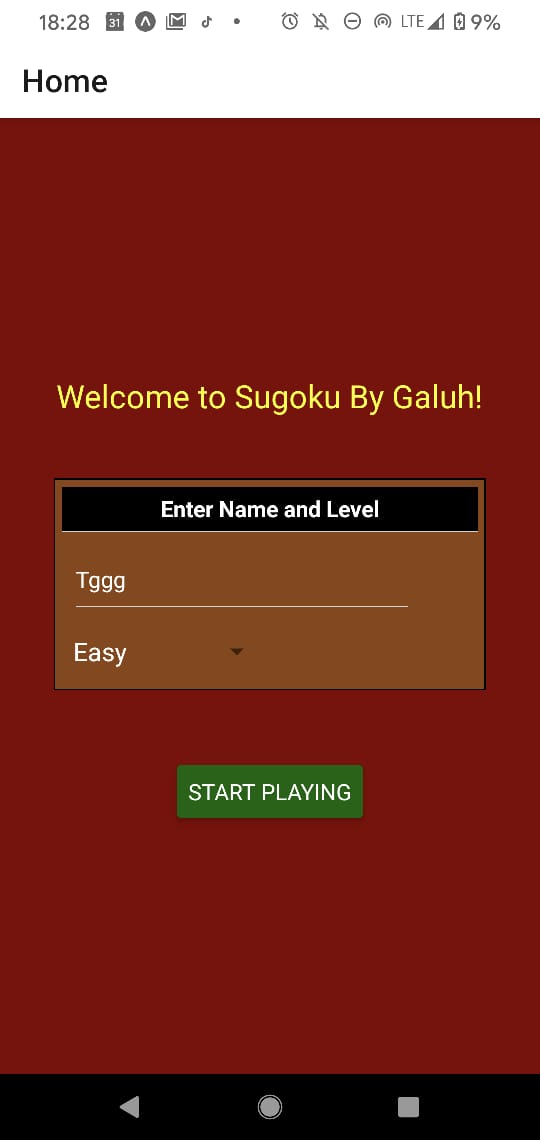 18:28 31 LTE 9%
Home
Welcome to Sugoku By Galuh!
Enter Name and Level
Tggg
Easy
START PLAYING